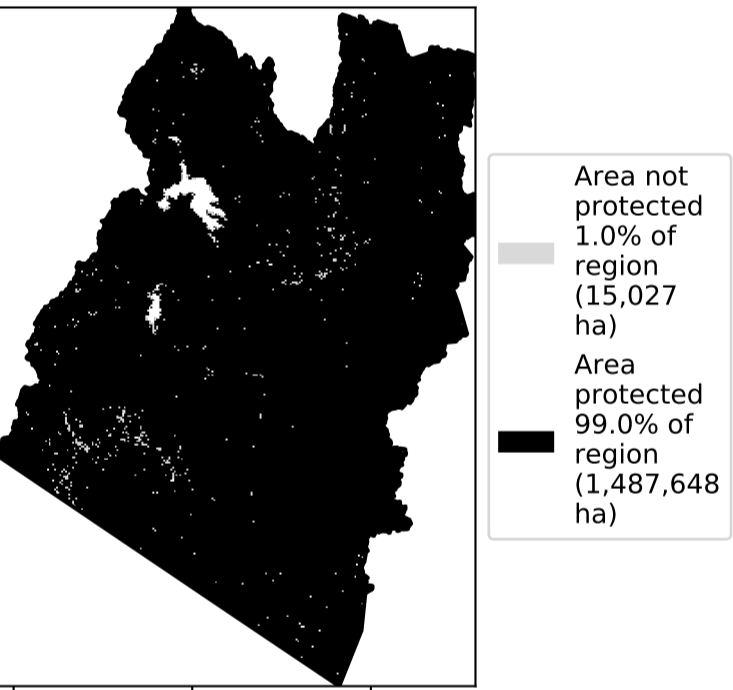 Area not
protected
1.0% of
region
(15,027
ha)
Area
protected
99.0% of
region
(1,487,648
ha)